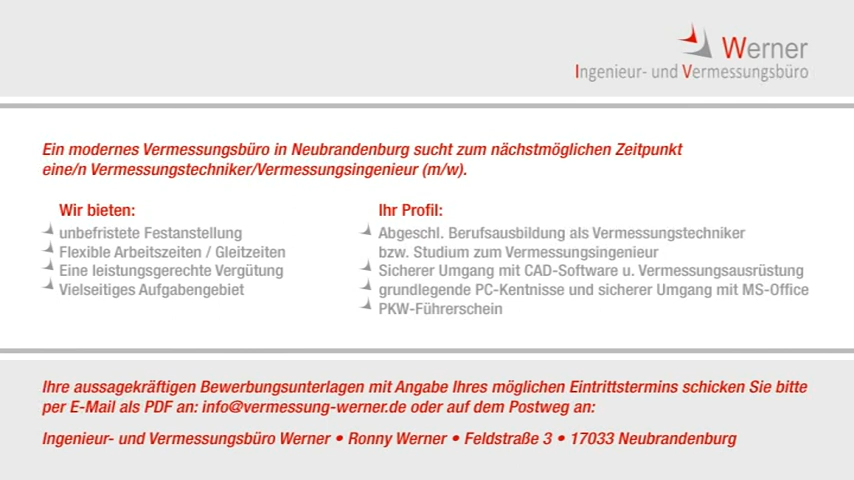 Werner
Ingenieur- und Vermessungsbüro
Ein modernes Vermessungsbüro in Neubrandenburg sucht zum nächstmöglichen Zeitpunkt
eine/n Vermessungstechniker/Vermessungsingenieur (m/w).
Wir bieten:
unbefristete Festanstellung
Flexible Arbeitszeiten / Gleitzeiten
Eine leistungsgerechte Vergütung
Vielseitiges Aufgabengebiet
Ihr Profil:
Abgeschl. Berufsausbildung als Vermessungstechniker
bzw. Studium zum Vermessungsingenieur
Sicherer Umgang mit CAD-Software u. Vermessungsausrüstung
grundlegende PC-Kentnisse und sicherer Umgang mit MS-Office
PKW-Führerschein
Ihre aussagekräftigen Bewerbungsunterlagen mit Angabe Ihres möglichen Eintrittstermins schicken Sie bitte
per E-Mail als PDF an: info@vermessung-werner.de oder auf dem Postweg an:
Ingenieur- und Vermessungsbüro Werner • Ronny Werner • Feldstraße 3 • 17033 Neubrandenburg